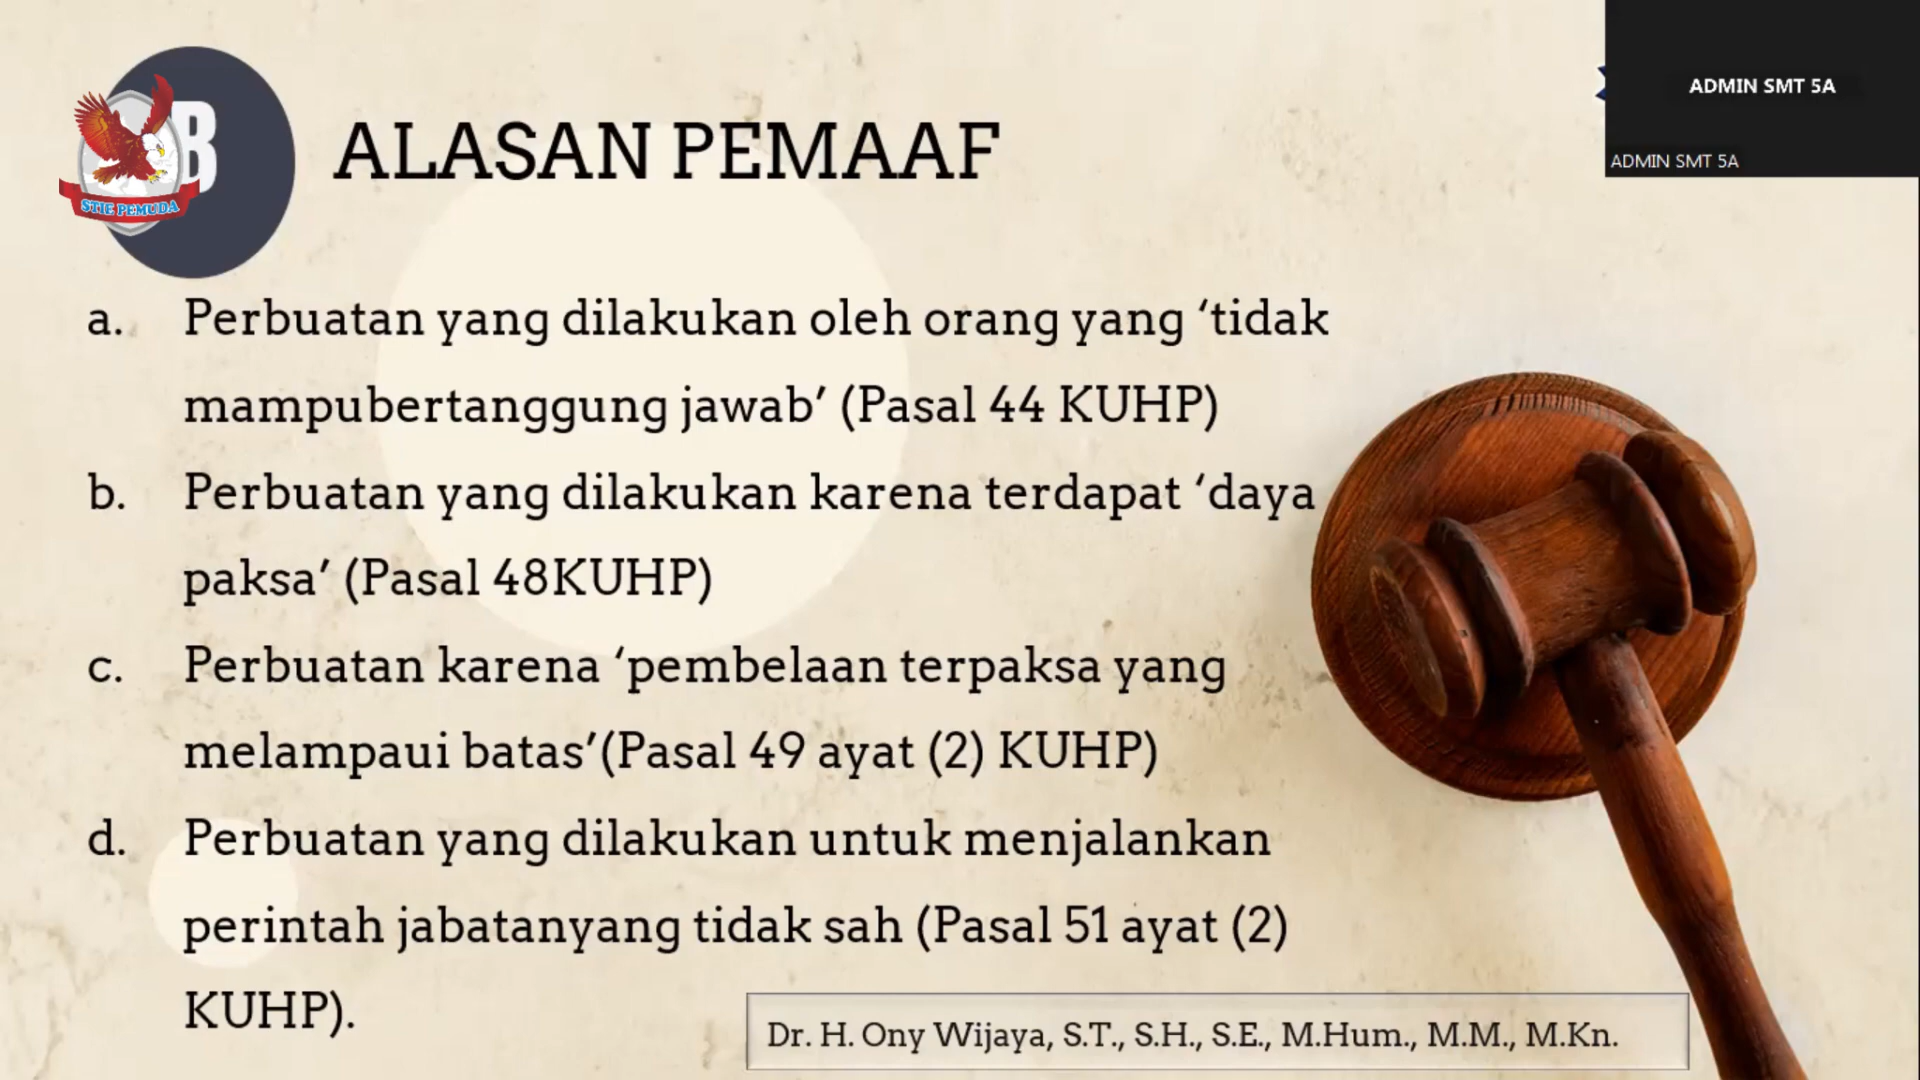 ADMIN SMT 5A
ADMIN SMT 5A
B
STIE PEMUDA
ALASAN PEMAAF
a. Perbuatan yang dilakukan oleh orang yang ‘tidak
mampubertanggung jawab’ (Pasal 44 KUHP)
b. Perbuatan yang dilakukan karena terdapat ‘daya
paksa’ (Pasal 48KUHP)
c. Perbuatan karena ‘pembelaan terpaksa yang
melampaui batas’(Pasal 49 ayat (2) KUHP)
d. Perbuatan yang dilakukan untuk menjalankan
perintah jabatanyang tidak sah (Pasal 51 ayat (2)
KUHP).
Dr. H. Ony Wijaya, S.T., S.H., S.E., M.Hum., M.M., M.Kn.